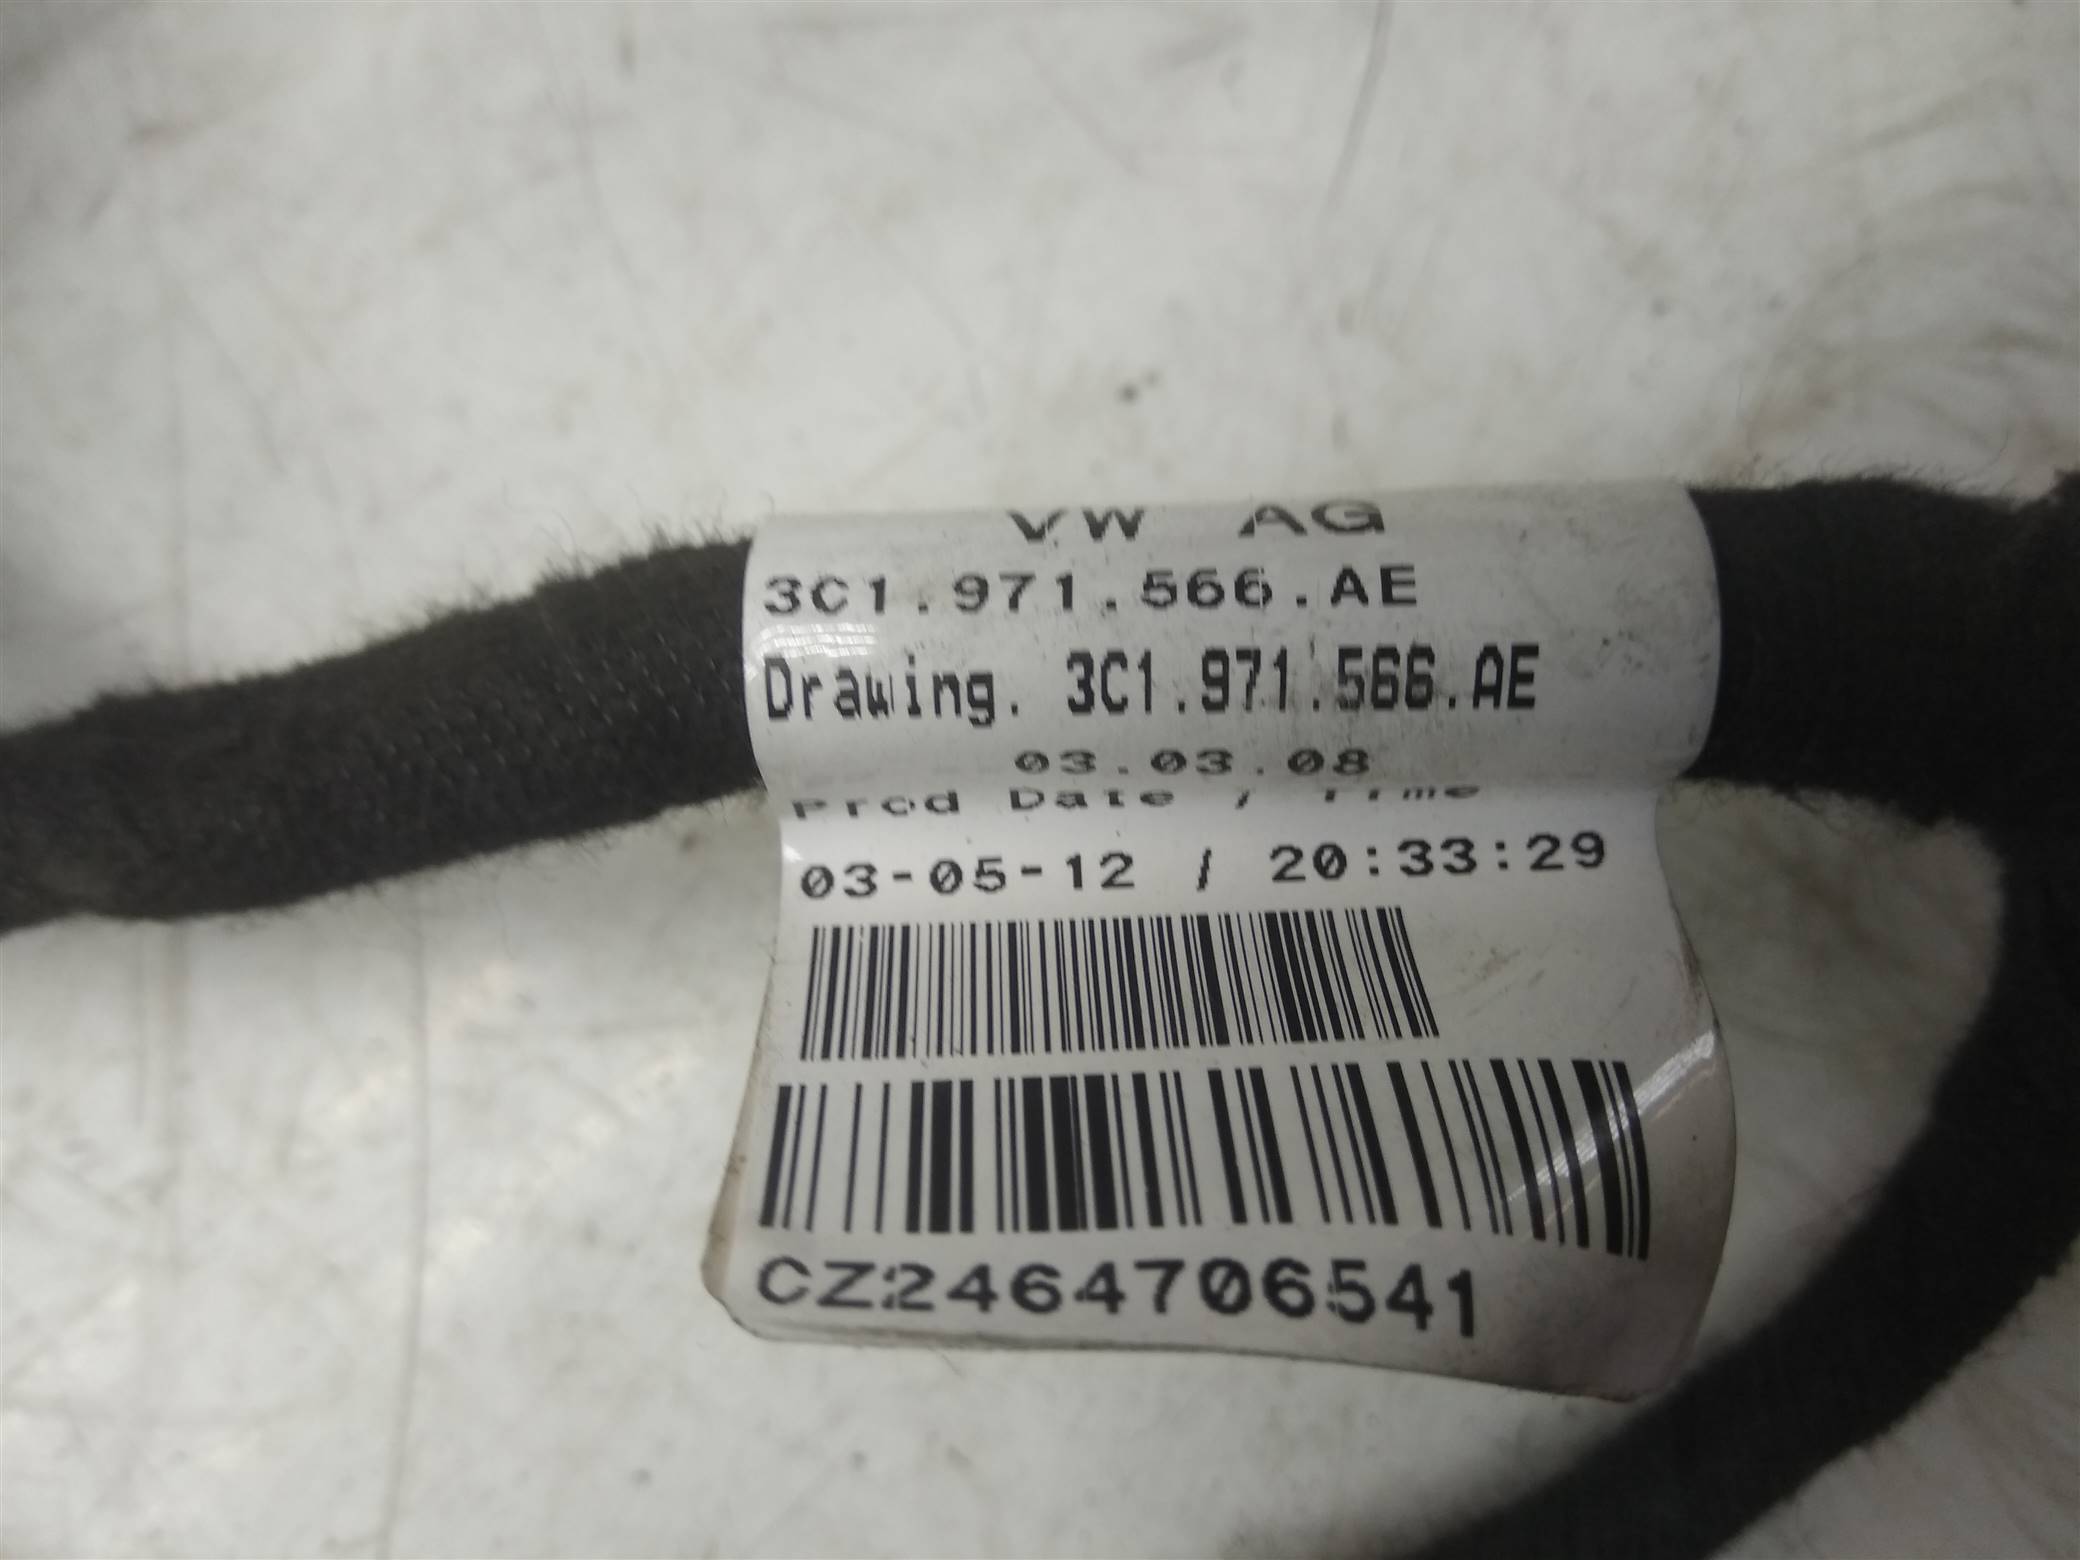 VW AG
3C1.971.566.AE
Drawing. 3C1.971.566.AE
03.03.08
Prod Date / Time
03-05-12 / 20:33:29
CZ2464706541